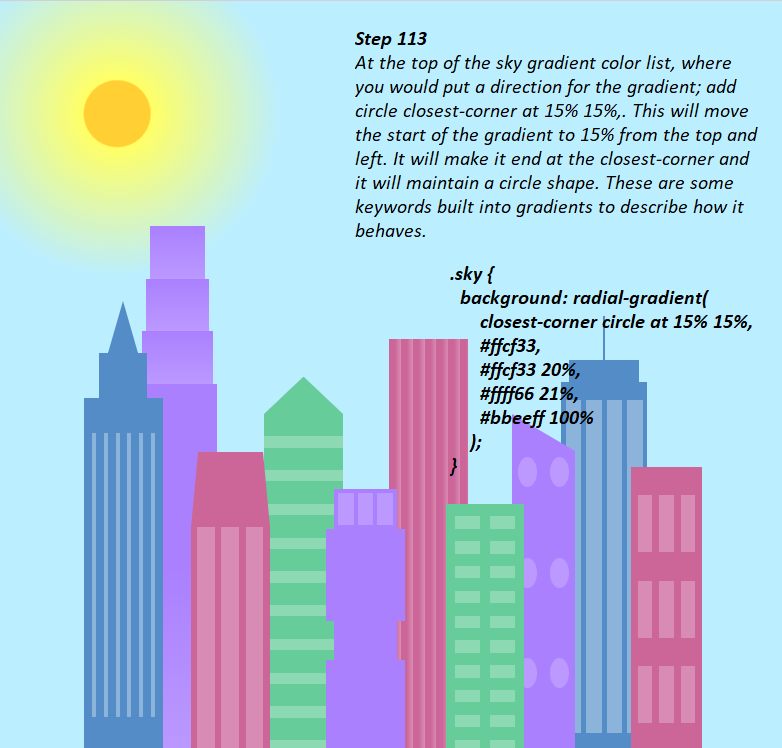 Step 113
At the top of the sky gradient color list, where
you would put a direction for the gradient; add
circle closest-corner at 15% 15%,. This will move
the start of the gradient to 15% from the top and
left. It will make it end at the closest-corner and
it will maintain a circle shape. These are some
keywords built into gradients to describe how it
behaves.
.sky {
background: radial-gradient(
closest-corner circle at 15% 15%,
#ffcf33,
#ffcf33 20%,
#ffff66 21%,
#bbeeff 100%
);
}